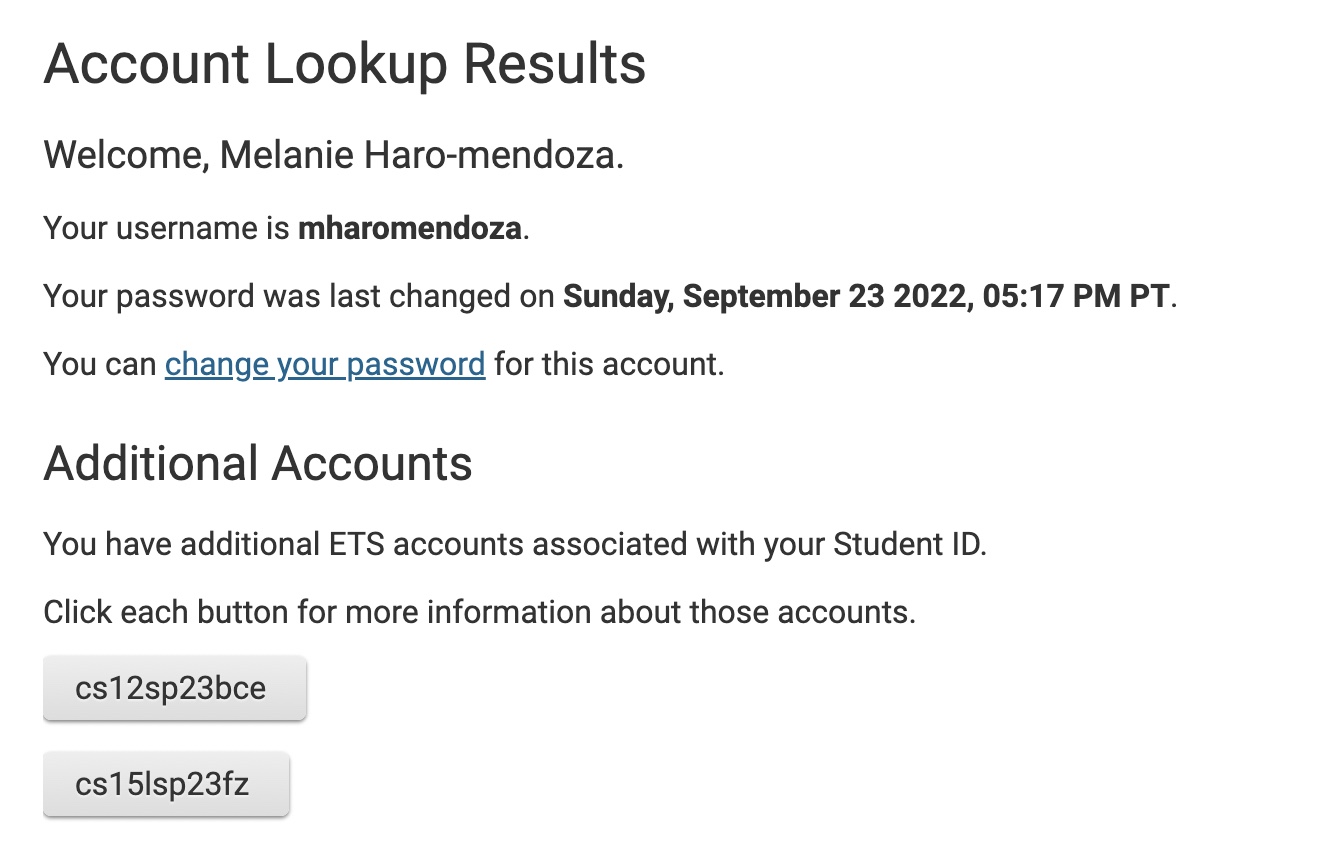 Account Lookup Results
Welcome, Melanie Haro-mendoza.
Your username is mharomendoza.
Your password was last changed on Sunday, September 23 2022, 05:17 PM PT.
You can change your password for this account.
Additional Accounts
You have additional ETS accounts associated with your Student ID.
Click each button for more information about those accounts.
cs12sp23bce
cs15lsp23fz